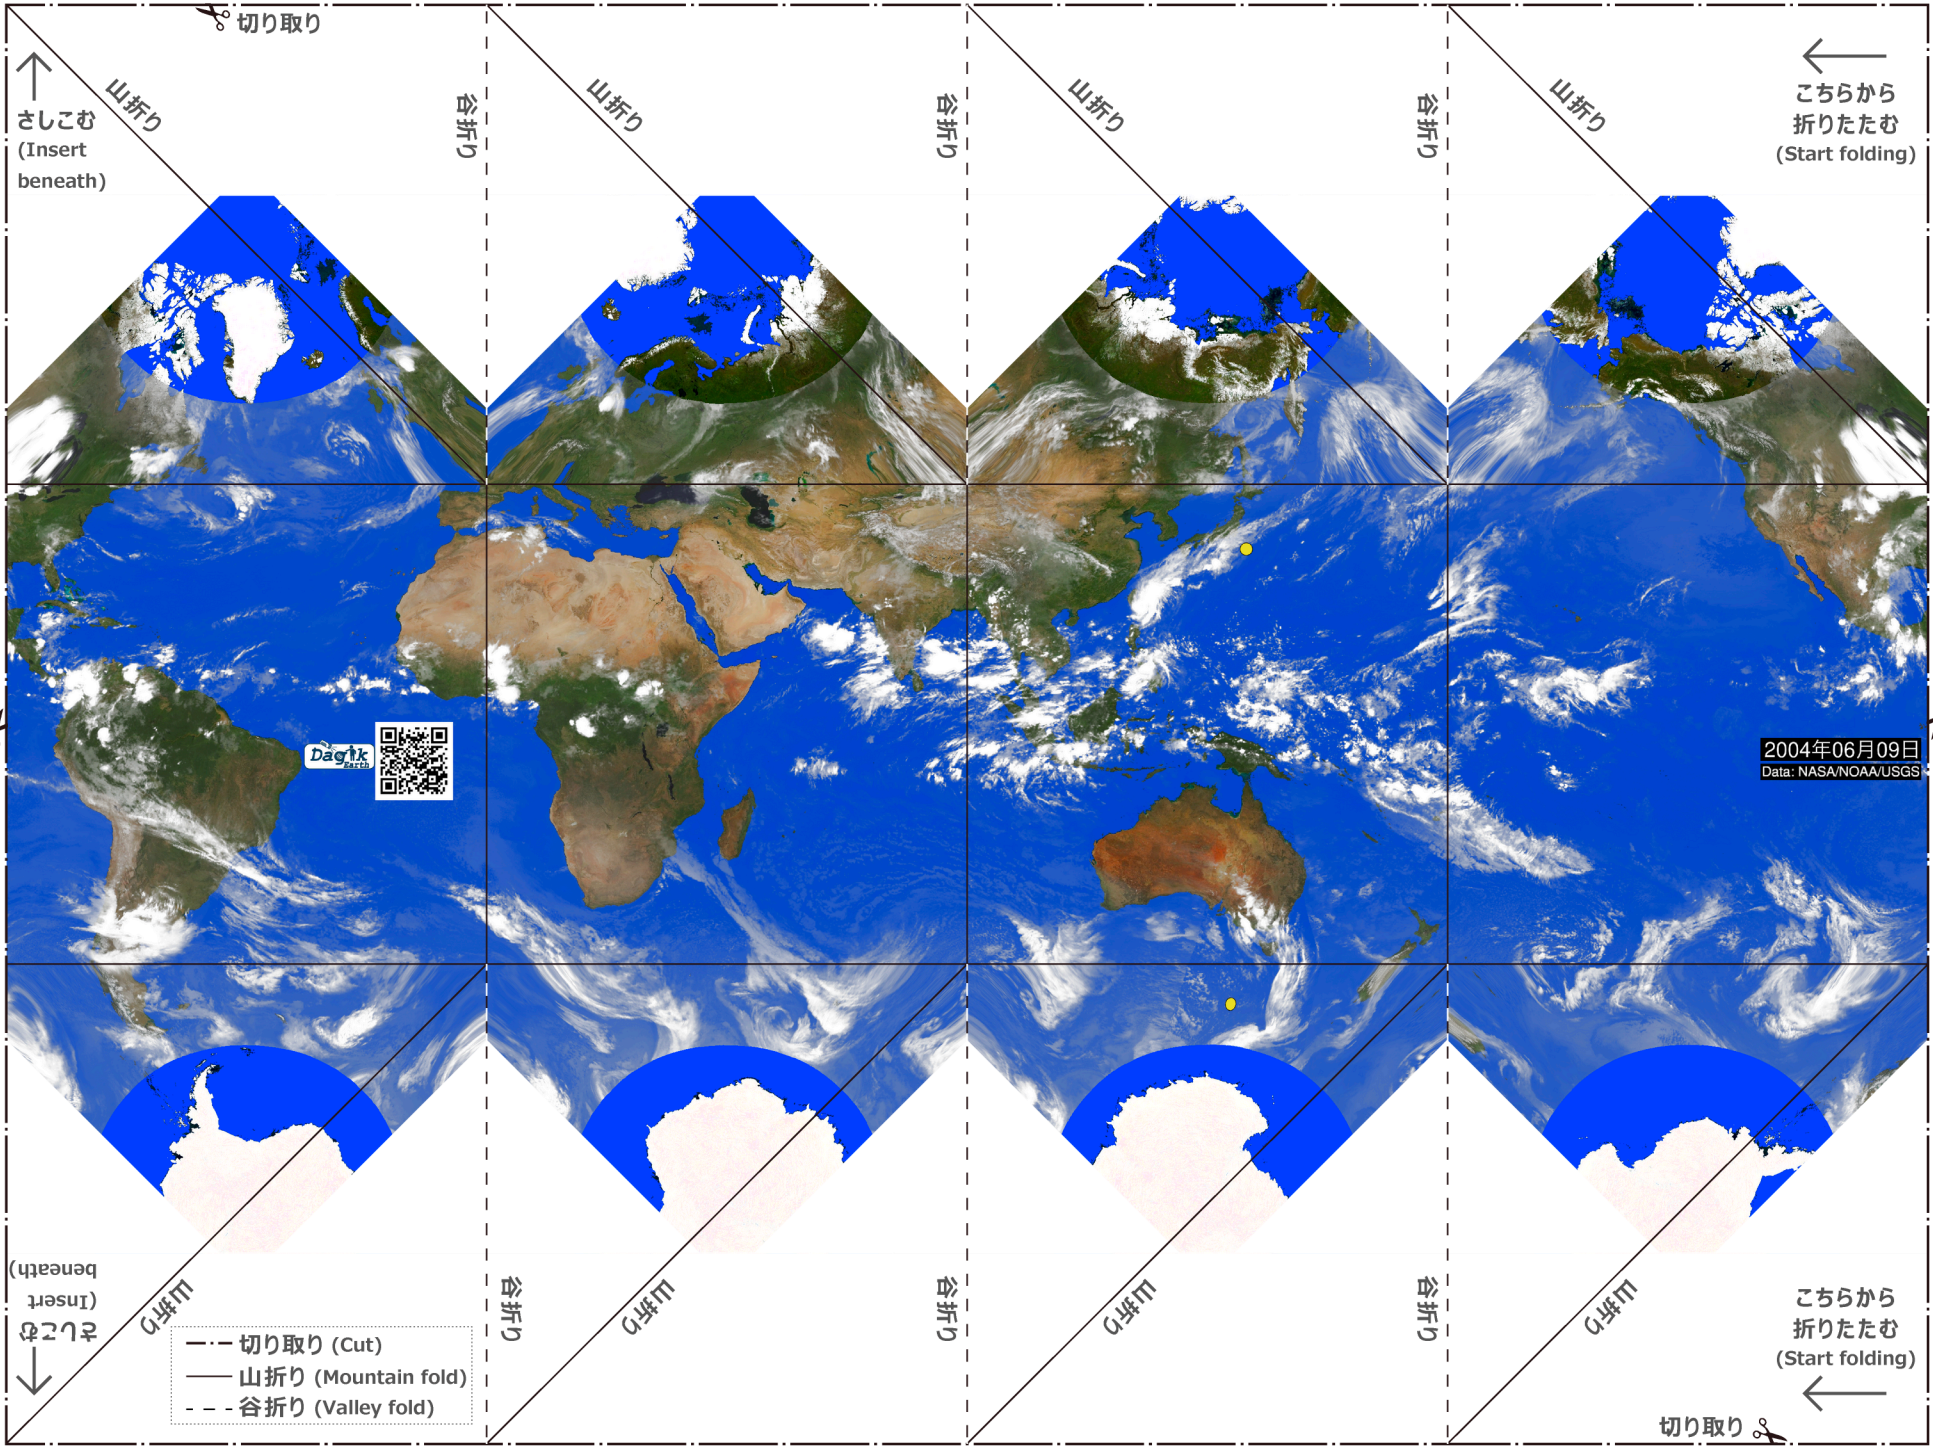 切り取り
山折り
谷折り
山折り
谷折り
山折り
谷折り
山折り
さしこむ
(Insert
beneath)
こちらから
折りたたむ
(Start folding)
Dagik
Earth
2004年06月09日
Data: NASA/NOAA/USGS
さしこむ
(Insert
beneath)
山折り
谷折り
山折り
谷折り
山折り
谷折り
山折り
こちらから
折りたたむ
(Start folding)
切り取り (Cut)
山折り (Mountain fold)
谷折り (Valley fold)
切り取り